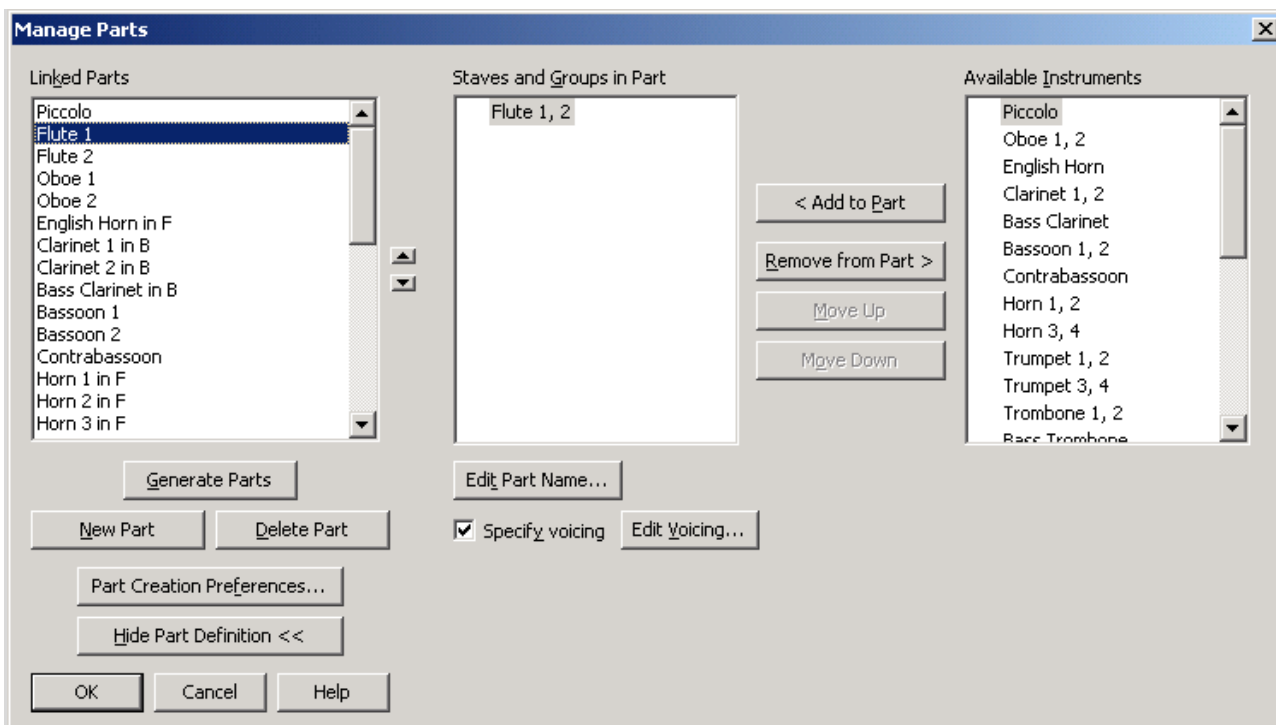 Manage Parts
Linked Parts
Piccolo
Flute 1
Flute 2
Oboe 1
Oboe 2
English Horn in F
Clarinet 1 in B
Clarinet 2 in B
Bass Clarinet in B
Bassoon 1
Bassoon 2
Contrabassoon
Horn 1 in F
Horn 2 in F
Horn 3 in F
Generate Parts
New Part
Delete Part
Part Creation Preferences...
Hide Part Definition <<
OK
Cancel
Help
Staves and Groups in Part
Flute 1, 2
Edit Part Name...
Specify voicing
Edit Voicing...
< Add to Part
Remove from Part >
Move Up
Move Down
Available Instruments
Piccolo
Oboe 1, 2
English Horn
Clarinet 1, 2
Bass Clarinet
Bassoon 1, 2
Contrabassoon
Horn 1, 2
Horn 3, 4
Trumpet 1, 2
Trumpet 3, 4
Trombone 1, 2
Bass Trombone